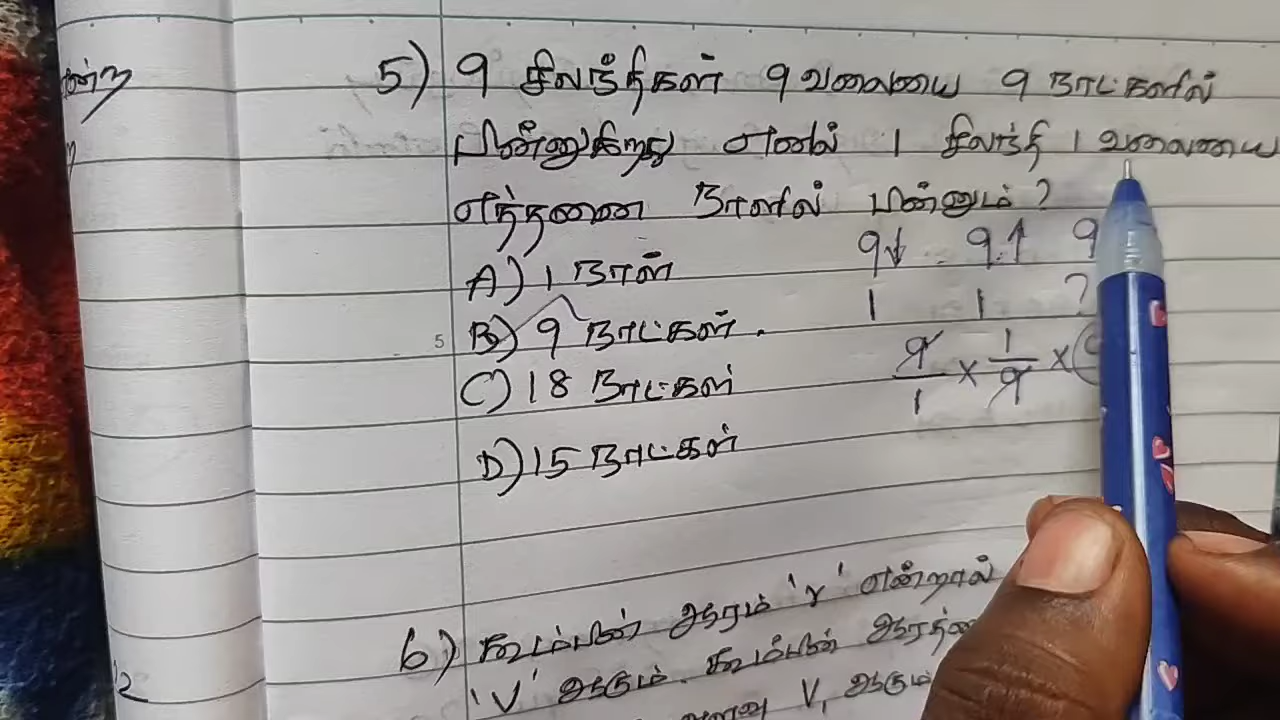 5) 9 சிலந்திகள் 9 வலையை 9 நாட்களில்
பின்னுகிறது எனில் 1 சிலந்தி 1 வலையை
எத்தனை நாளில் பின்னும் ?
A) 1 நாள்
B) 9 நாட்கள்.
C) 18 நாட்கள்
D) 15 நாட்கள்
9↓ 9↑ 9
1 1 ?
9/1 × 1/9 ×
5
6) கூம்பின் ஆரம் 'r' என்றால்
'V' ஆகும். கூம்பின்
V, ஆகும்